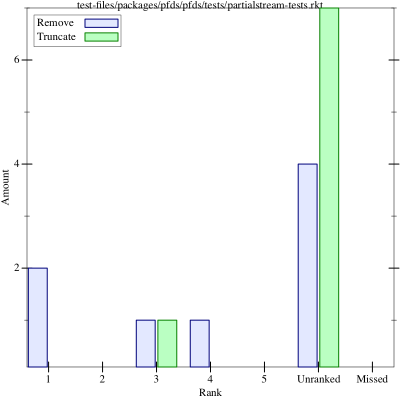 test-files/packages/pfds/pfds/tests/partialstream-tests.rkt
Remove
Truncate
6
4
2
Amount
1 2 3 4 5 Unranked Missed
Rank